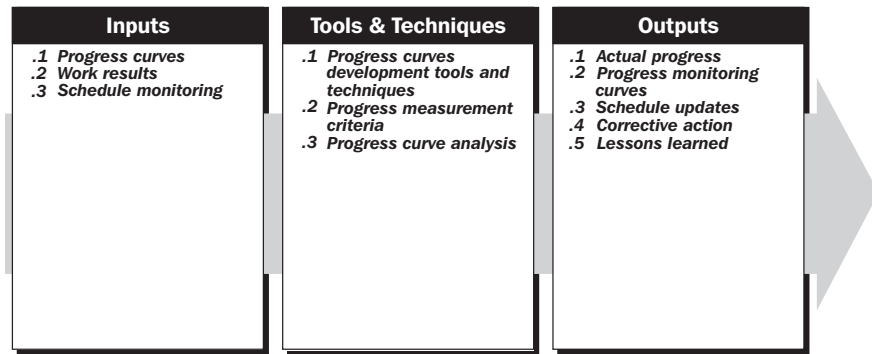 Inputs
.1 Progress curves
.2 Work results
.3 Schedule monitoring
Tools & Techniques
.1 Progress curves
development tools and
techniques
.2 Progress measurement
criteria
.3 Progress curve analysis
Outputs
.1 Actual progress
.2 Progress monitoring
curves
.3 Schedule updates
.4 Corrective action
.5 Lessons learned